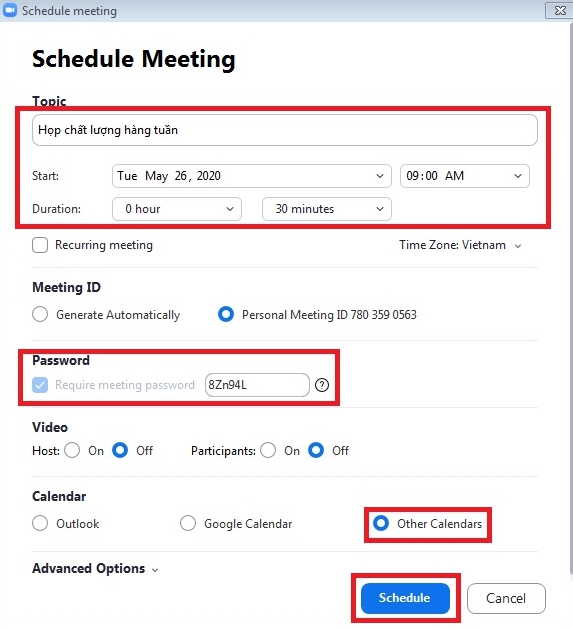 Schedule meeting
Schedule Meeting
Topic
Họp chất lượng hàng tuần
Start: Tue May 26, 2020 09:00 AM
Duration: 0 hour 30 minutes
Recurring meeting Time Zone: Vietnam
Meeting ID
Generate Automatically Personal Meeting ID 780 359 0563
Password
Require meeting password 8Zn94L ?
Video
Host: On Off Participants: On Off
Calendar
Outlook Google Calendar Other Calendars
Advanced Options
Schedule Cancel